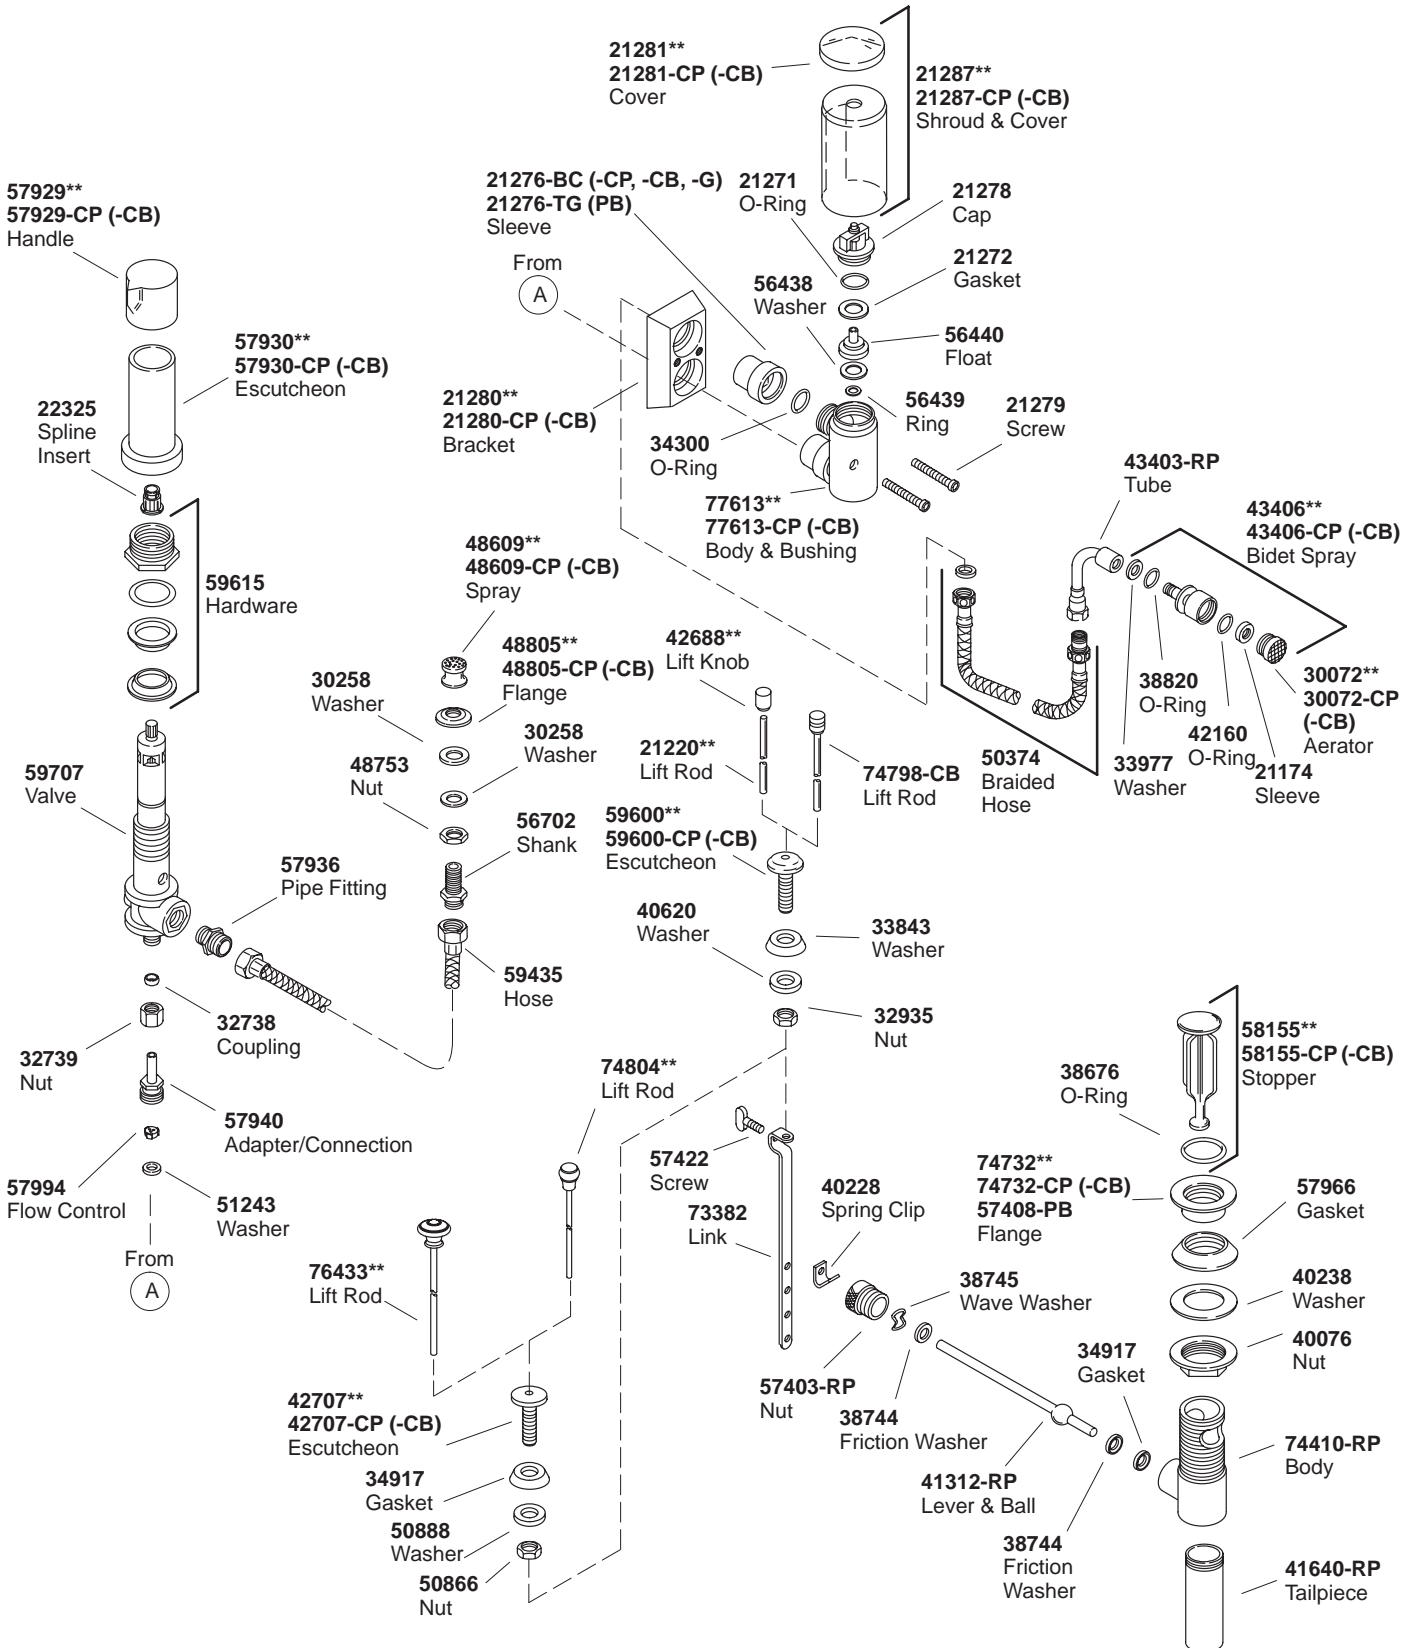 21281**
21281-CP (-CB)
Cover
21287**
21287-CP (-CB)
Shroud & Cover
57929**
57929-CP (-CB)
Handle
21276-BC (-CP, -CB, -G)
21276-TG (PB)
Sleeve
21271
O-Ring
21278
Cap
From
A
56438
Washer
21272
Gasket
57930**
57930-CP (-CB)
Escutcheon
56440
Float
22325
Spline
Insert
21280**
21280-CP (-CB)
Bracket
34300
O-Ring
56439
Ring
21279
Screw
43403-RP
Tube
77613**
77613-CP (-CB)
Body & Bushing
43406**
43406-CP (-CB)
Bidet Spray
59615
Hardware
48609**
48609-CP (-CB)
Spray
48805**
48805-CP (-CB)
Flange
42688**
Lift Knob
30258
Washer
30258
Washer
38820
O-Ring
30072**
30072-CP
(-CB)
Aerator
42160
O-Ring
59707
Valve
48753
Nut
21220**
Lift Rod
74798-CB
Lift Rod
50374
Braided
Hose
33977
Washer
21174
Sleeve
56702
Shank
59600**
59600-CP (-CB)
Escutcheon
57936
Pipe Fitting
40620
Washer
33843
Washer
59435
Hose
32738
Coupling
32935
Nut
32739
Nut
74804**
Lift Rod
58155**
58155-CP (-CB)
Stopper
38676
O-Ring
57940
Adapter/Connection
57422
Screw
57994
Flow Control
51243
Washer
40228
Spring Clip
74732**
74732-CP (-CB)
57408-PB
Flange
57966
Gasket
73382
Link
From
A
76433**
Lift Rod
38745
Wave Washer
40238
Washer
40076
Nut
34917
Gasket
57403-RP
Nut
42707**
42707-CP (-CB)
Escutcheon
38744
Friction Washer
74410-RP
Body
34917
Gasket
41312-RP
Lever & Ball
50888
Washer
38744
Friction
Washer
50866
Nut
41640-RP
Tailpiece